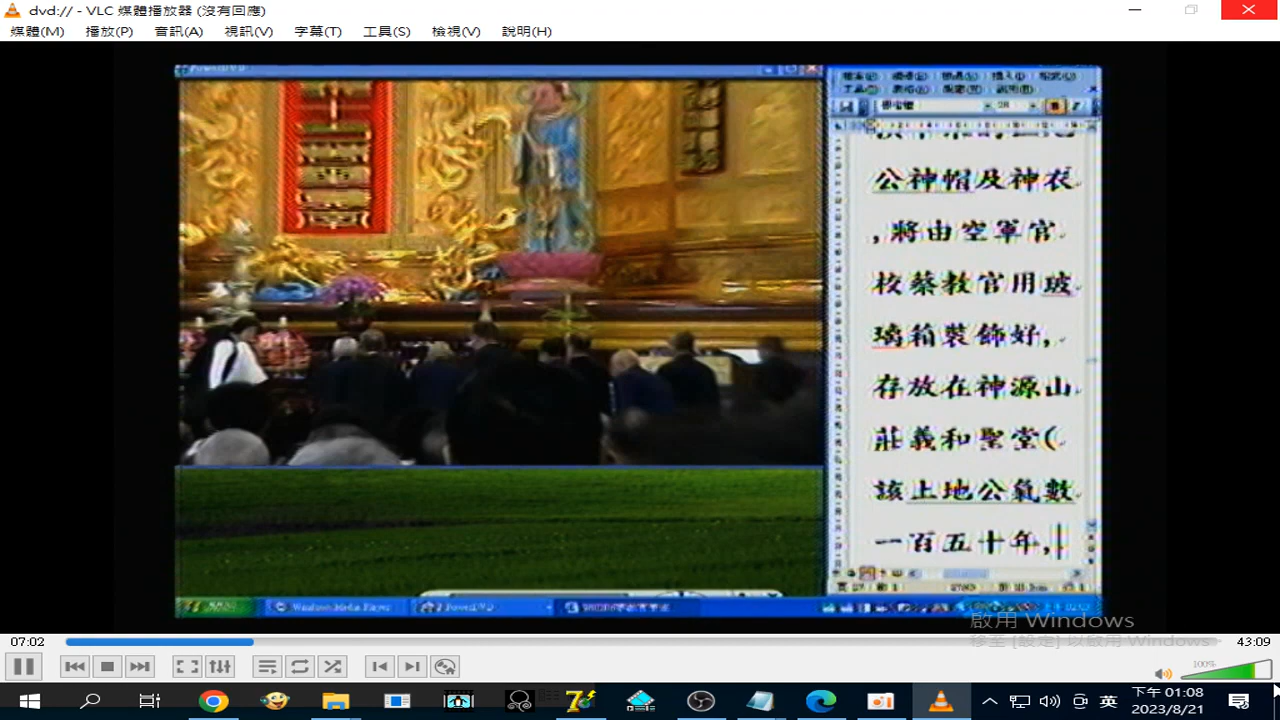 dvd:// - VLC 媒體播放器 (沒有回應)
媒體(M) 播放(P) 音訊(A) 視訊(V) 字幕(T) 工具(S) 檢視(V) 說明(H)
PowerDVD
公神帽及神衣
,將由空軍官
校蔡教官用玻
璃箱裝飾好,
存放在神源山
莊義和聖堂(
該土地公氣數
一百五十年,
Windows Media Player
PowerDVD
啟用 Windows
移至 [設定] 以啟用 Windows。
07:02
43:09
100%
英
下午 01:08
2023/8/21